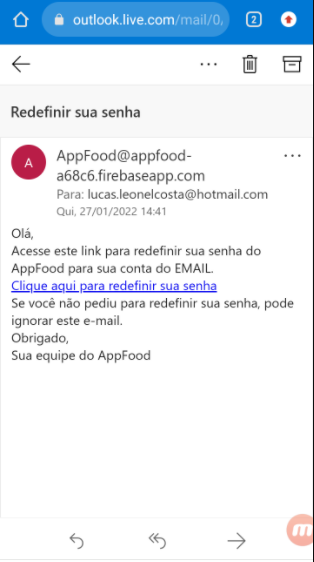 outlook.live.com/mail/0/
2
Redefinir sua senha
A
AppFood@appfood-
a68c6.firebaseapp.com
Para: lucas.leonelcosta@hotmail.com
Qui, 27/01/2022 14:41
Olá,
Acesse este link para redefinir sua senha do
AppFood para sua conta do EMAIL.
Clique aqui para redefinir sua senha
Se você não pediu para redefinir sua senha, pode
ignorar este e-mail.
Obrigado,
Sua equipe do AppFood